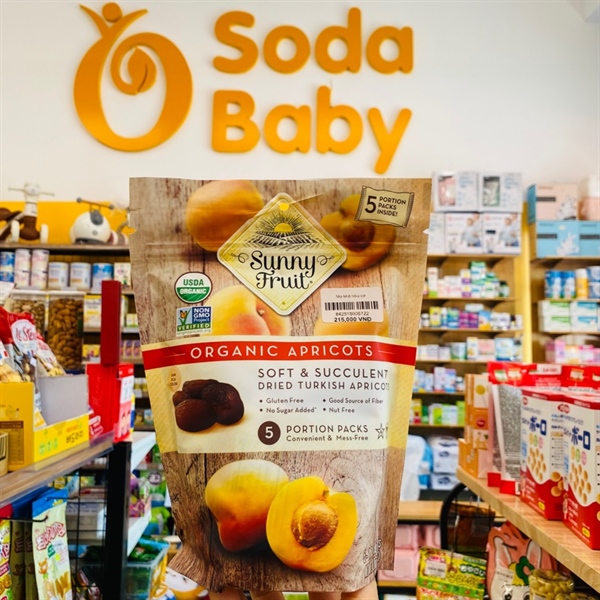 Soda
Baby
5 PORTION
PACKS
INSIDE!
Sunny
Fruit®
USDA
ORGANIC
NON
GMO
Project
VERIFIED
8425180303722
215,000 VND
ORGANIC APRICOTS
SOFT & SUCCULENT
DRIED TURKISH APRICOTS
• Gluten Free
• Good Source of Fiber
• No Sugar Added*
• Nut Free
5 PORTION PACKS
Convenient & Mess-Free